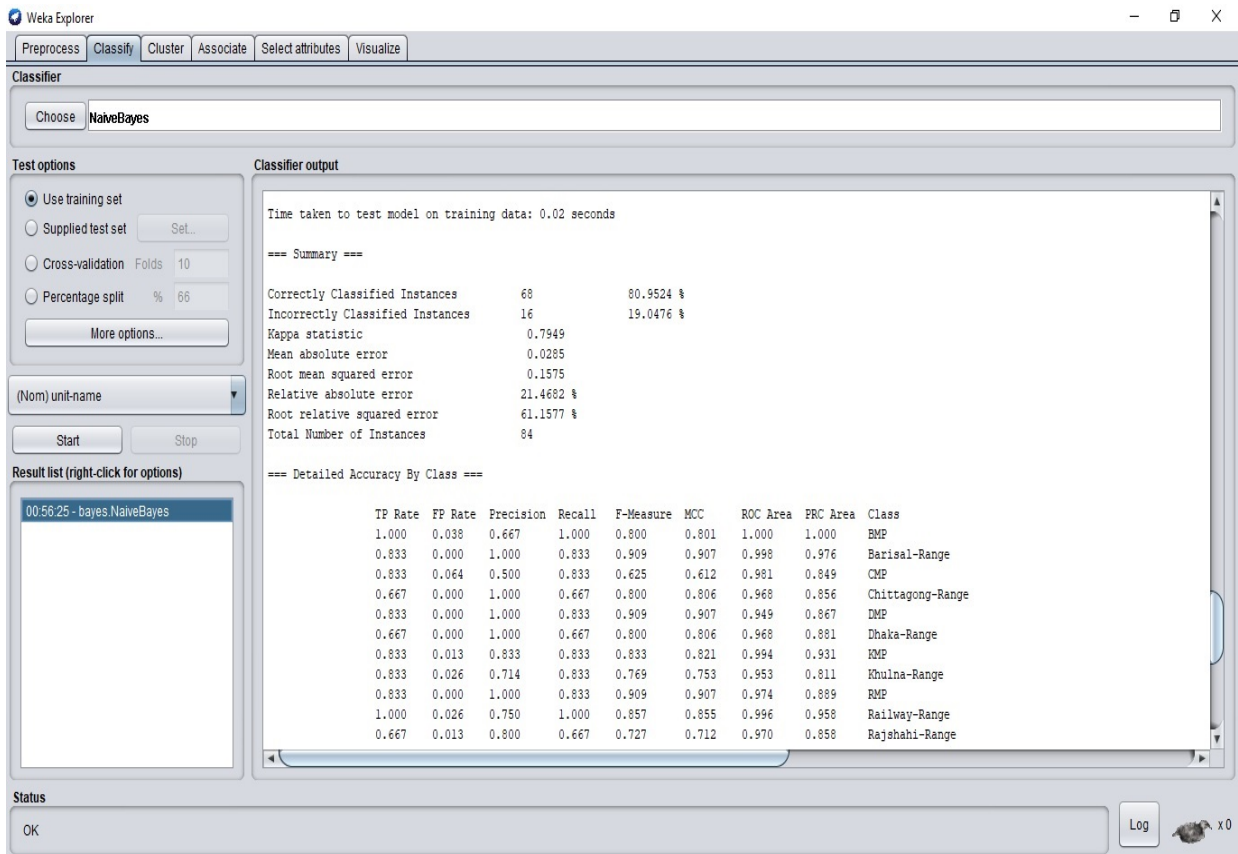 Weka Explorer
Preprocess Classify Cluster Associate Select attributes Visualize
Classifier
Choose NaiveBayes
Test options
Use training set
Supplied test set Set...
Cross-validation Folds 10
Percentage split % 66
More options...
(Nom) unit-name
Start Stop
Result list (right-click for options)
00:56:25 - bayes.NaiveBayes
Classifier output
Time taken to test model on training data: 0.02 seconds
=== Summary ===
Correctly Classified Instances 68 80.9524 %
Incorrectly Classified Instances 16 19.0476 %
Kappa statistic 0.7949
Mean absolute error 0.0285
Root mean squared error 0.1575
Relative absolute error 21.4682 %
Root relative squared error 61.1577 %
Total Number of Instances 84
=== Detailed Accuracy By Class ===
TP Rate FP Rate Precision Recall F-Measure MCC ROC Area PRC Area Class
1.000 0.038 0.667 1.000 0.800 0.801 1.000 1.000 BMP
0.833 0.000 1.000 0.833 0.909 0.907 0.998 0.976 Barisal-Range
0.833 0.064 0.500 0.833 0.625 0.612 0.981 0.849 CMP
0.667 0.000 1.000 0.667 0.800 0.806 0.968 0.856 Chittagong-Range
0.833 0.000 1.000 0.833 0.909 0.907 0.949 0.867 DMP
0.667 0.000 1.000 0.667 0.800 0.806 0.968 0.881 Dhaka-Range
0.833 0.013 0.833 0.833 0.833 0.821 0.994 0.931 KMP
0.833 0.026 0.714 0.833 0.769 0.753 0.953 0.811 Khulna-Range
0.833 0.000 1.000 0.833 0.909 0.907 0.974 0.889 RMP
1.000 0.026 0.750 1.000 0.857 0.855 0.996 0.958 Railway-Range
0.667 0.013 0.800 0.667 0.727 0.712 0.970 0.858 Rajshahi-Range
Status
OK
Log
x 0